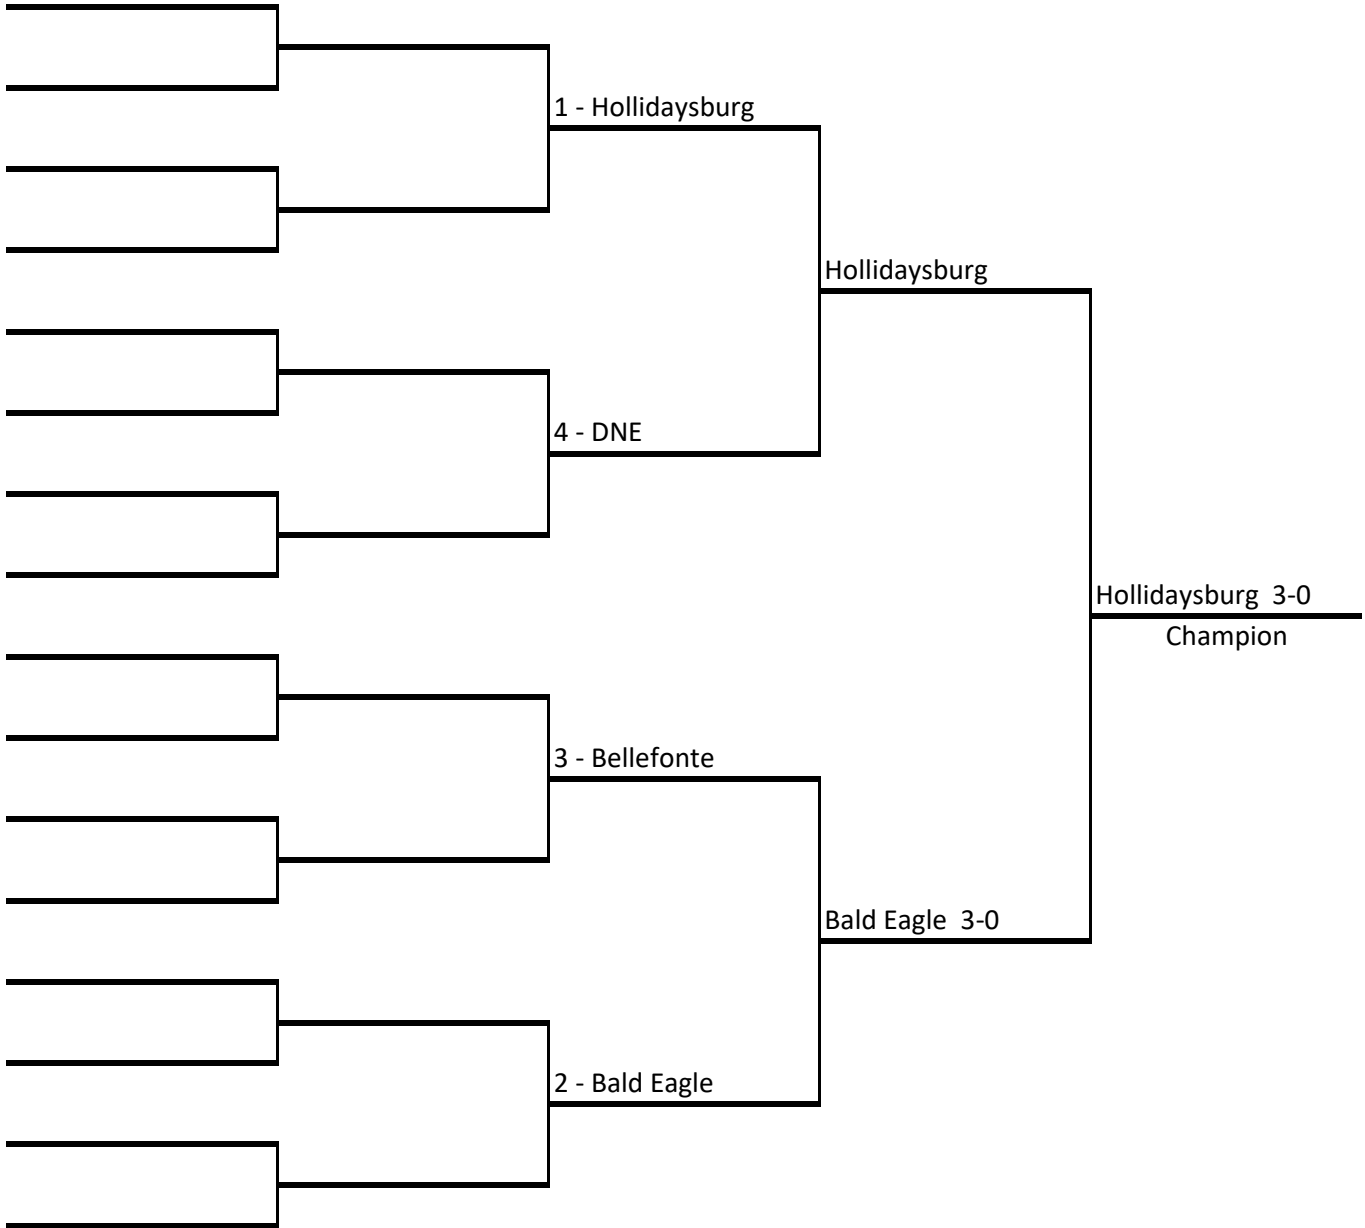 1 - Hollidaysburg
Hollidaysburg
4 - DNE
Hollidaysburg  3-0
Champion
3 - Bellefonte
Bald Eagle  3-0
2 - Bald Eagle